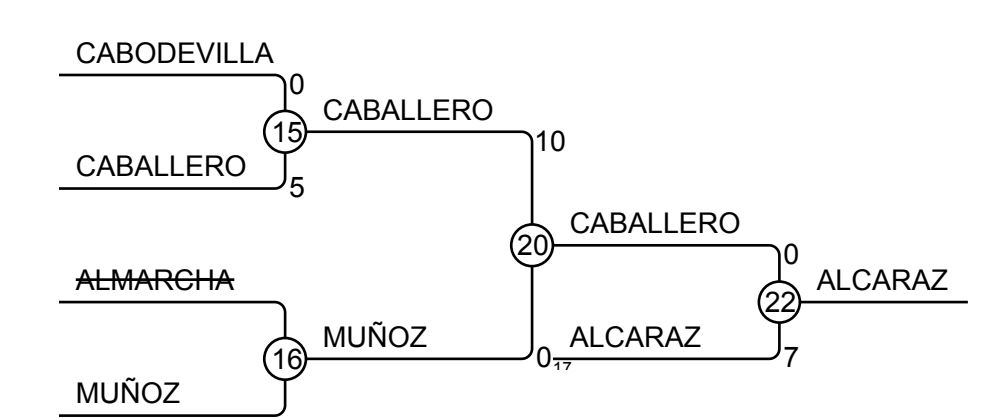 CABODEVILLA
0
CABALLERO
15
10
CABALLERO
5
CABALLERO
20
0
ALMARCHA
ALCARAZ
22
MUÑOZ
ALCARAZ
16
0
17
7
MUÑOZ